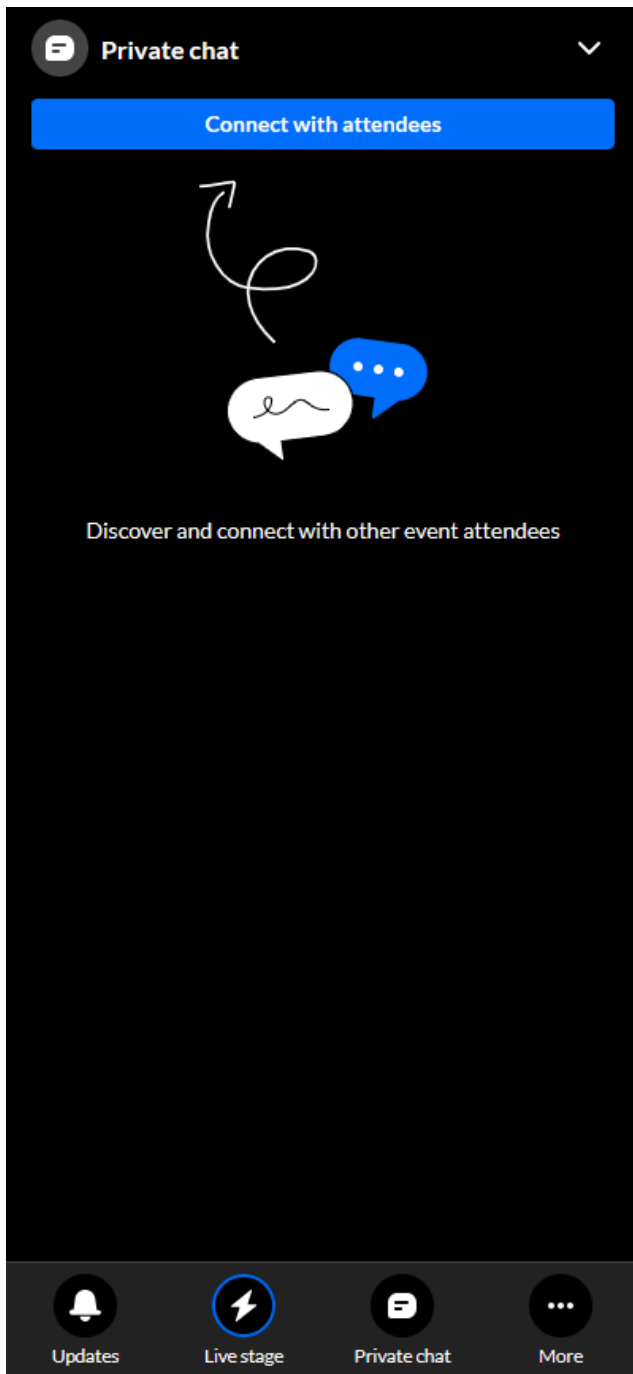 Private chat
Connect with attendees
Discover and connect with other event attendees
Updates
Live stage
Private chat
More